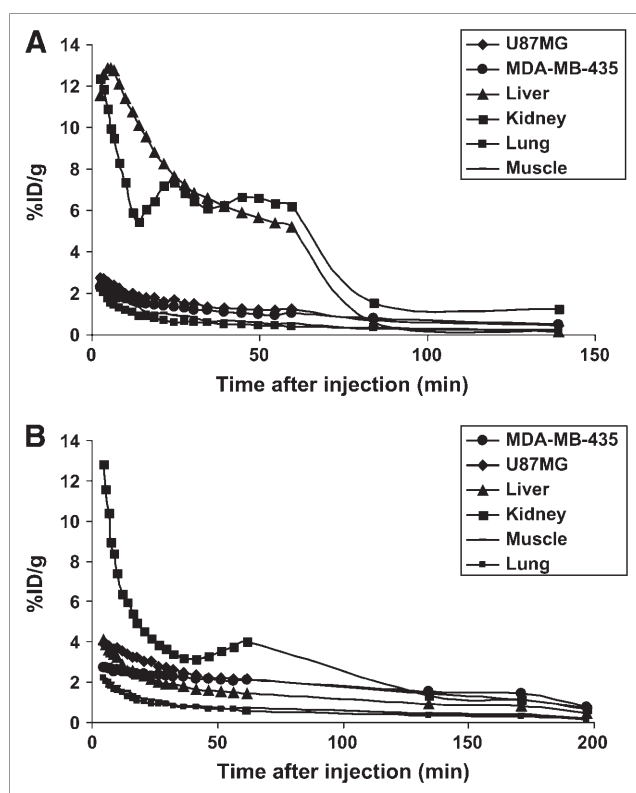 A
14
12
10
8
6
4
2
0
%ID/g
0 50 100 150
Time after injection (min)
U87MG
MDA-MB-435
Liver
Kidney
Lung
Muscle
B
14
12
10
8
6
4
2
0
%ID/g
0 50 100 150 200
Time after injection (min)
MDA-MB-435
U87MG
Liver
Kidney
Muscle
Lung